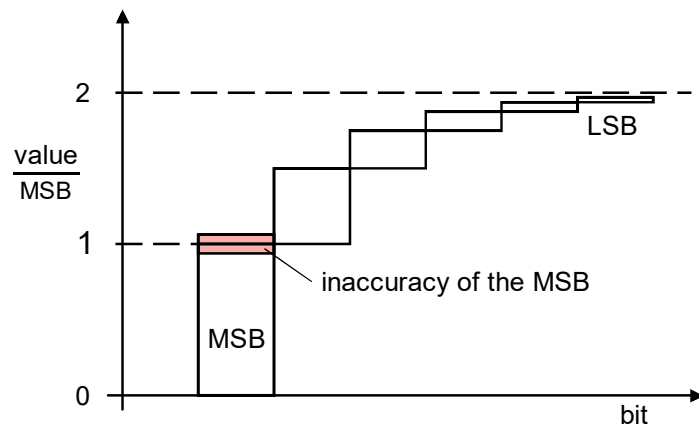 2
value
MSB
LSB
1
inaccuracy of the MSB
MSB
0
bit